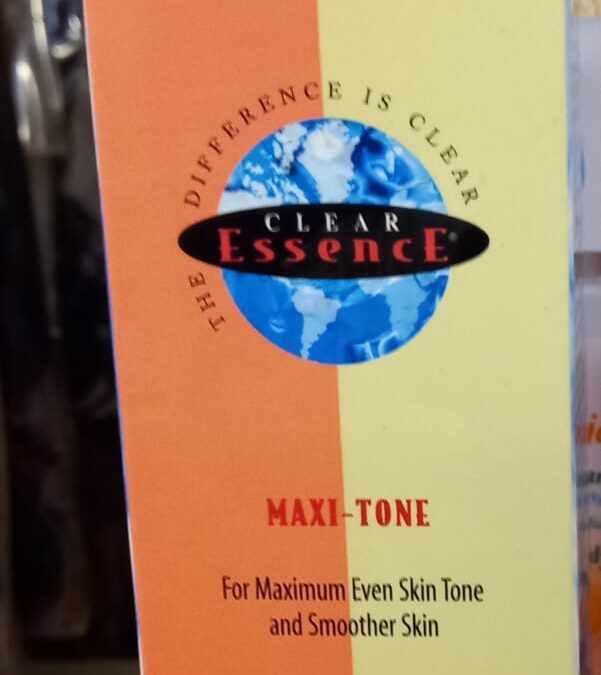 THE DIFFERENCE IS CLEAR
CLEAR
EssencE®
MAXI-TONE
For Maximum Even Skin Tone
and Smoother Skin